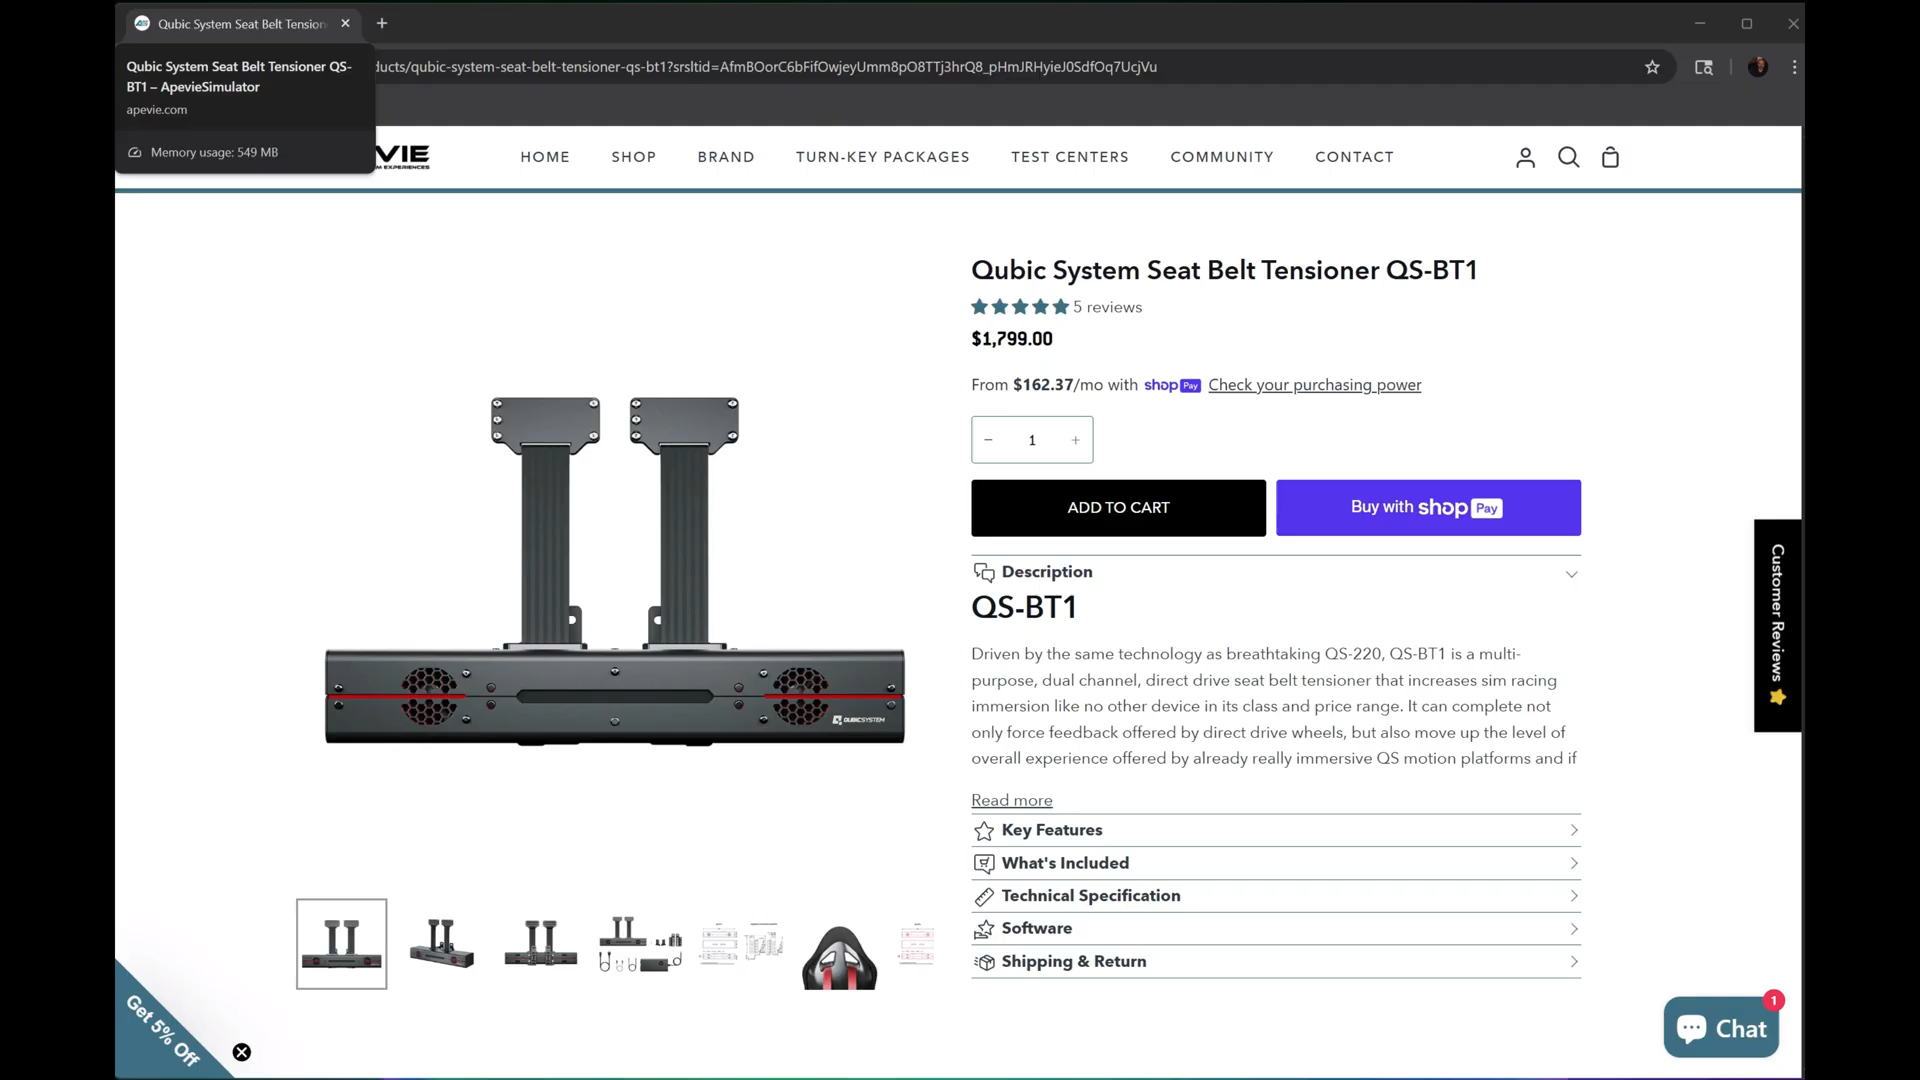 Qubic System Seat Belt Tension
Qubic System Seat Belt Tensioner QS-
BT1 – ApevieSimulator
apevie.com
Memory usage: 549 MB
ducts/qubic-system-seat-belt-tensioner-qs-bt1?srsltid=AfmBOorC6bFifOwjeyUmm8pO8TTj3hrQ8_pHmJRHyieJ0SdfOq7UcjVu
VIE
M EXPERIENCES
HOME
SHOP
BRAND
TURN-KEY PACKAGES
TEST CENTERS
COMMUNITY
CONTACT
Qubic System Seat Belt Tensioner QS-BT1
5 reviews
$1,799.00
From $162.37/mo with shop Pay Check your purchasing power
− 1 +
ADD TO CART
Buy with shop Pay
Description
QS-BT1
Driven by the same technology as breathtaking QS-220, QS-BT1 is a multi-
purpose, dual channel, direct drive seat belt tensioner that increases sim racing
immersion like no other device in its class and price range. It can complete not
only force feedback offered by direct drive wheels, but also move up the level of
overall experience offered by already really immersive QS motion platforms and if
Read more
Key Features
What's Included
Technical Specification
Software
Shipping & Return
QUBICSYSTEM
Customer Reviews
Get 5% Off
Chat
1